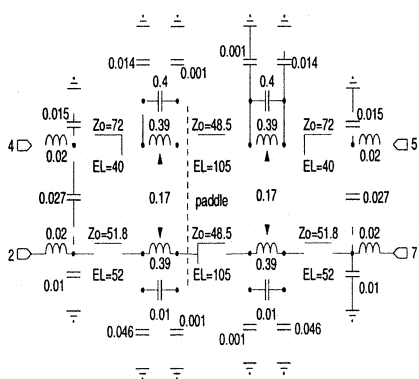 0.014 0.001 0.001 0.014
0.4 0.4
0.015 Zo=72 0.39 Zo=48.5 0.39 Zo=72 0.015
4 5
0.02 EL=40 EL=105 EL=40 0.02
0.027 0.17 paddle 0.17 0.027
0.02 Zo=51.8 Zo=48.5 Zo=51.8 0.02
2 7
EL=52 0.39 EL=105 0.39 EL=52
0.01 0.01 0.01 0.01
0.046 0.001 0.001 0.046